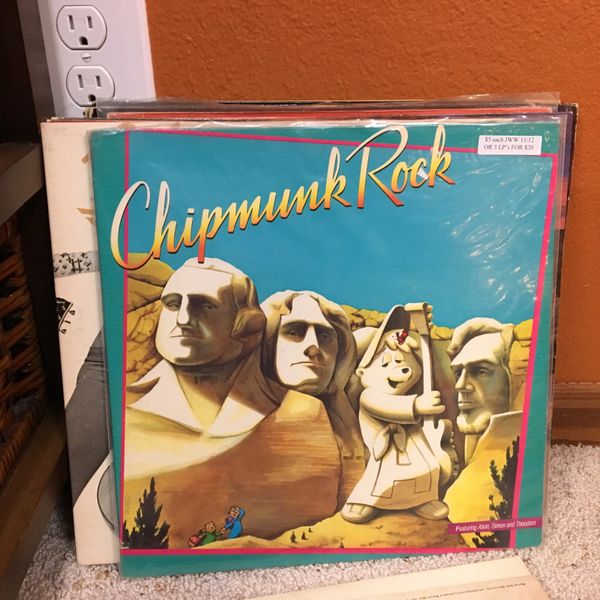 $5 each JWW 11/12
OR 5 LP's FOR $20
Chipmunk Rock
Featuring Alvin, Simon and Theodore